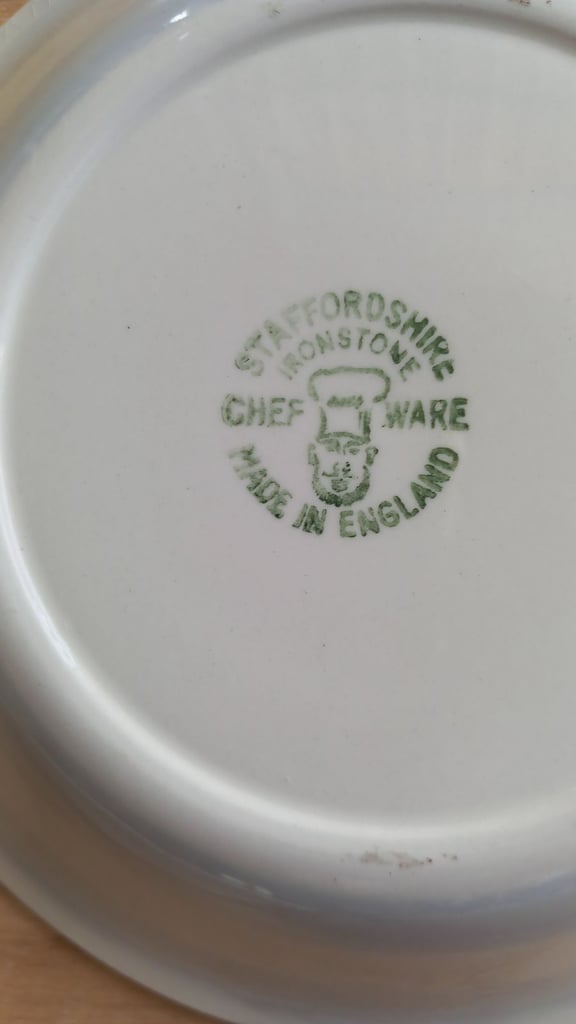 STAFFORDSHIRE
IRONSTONE
CHEF WARE
MADE IN ENGLAND